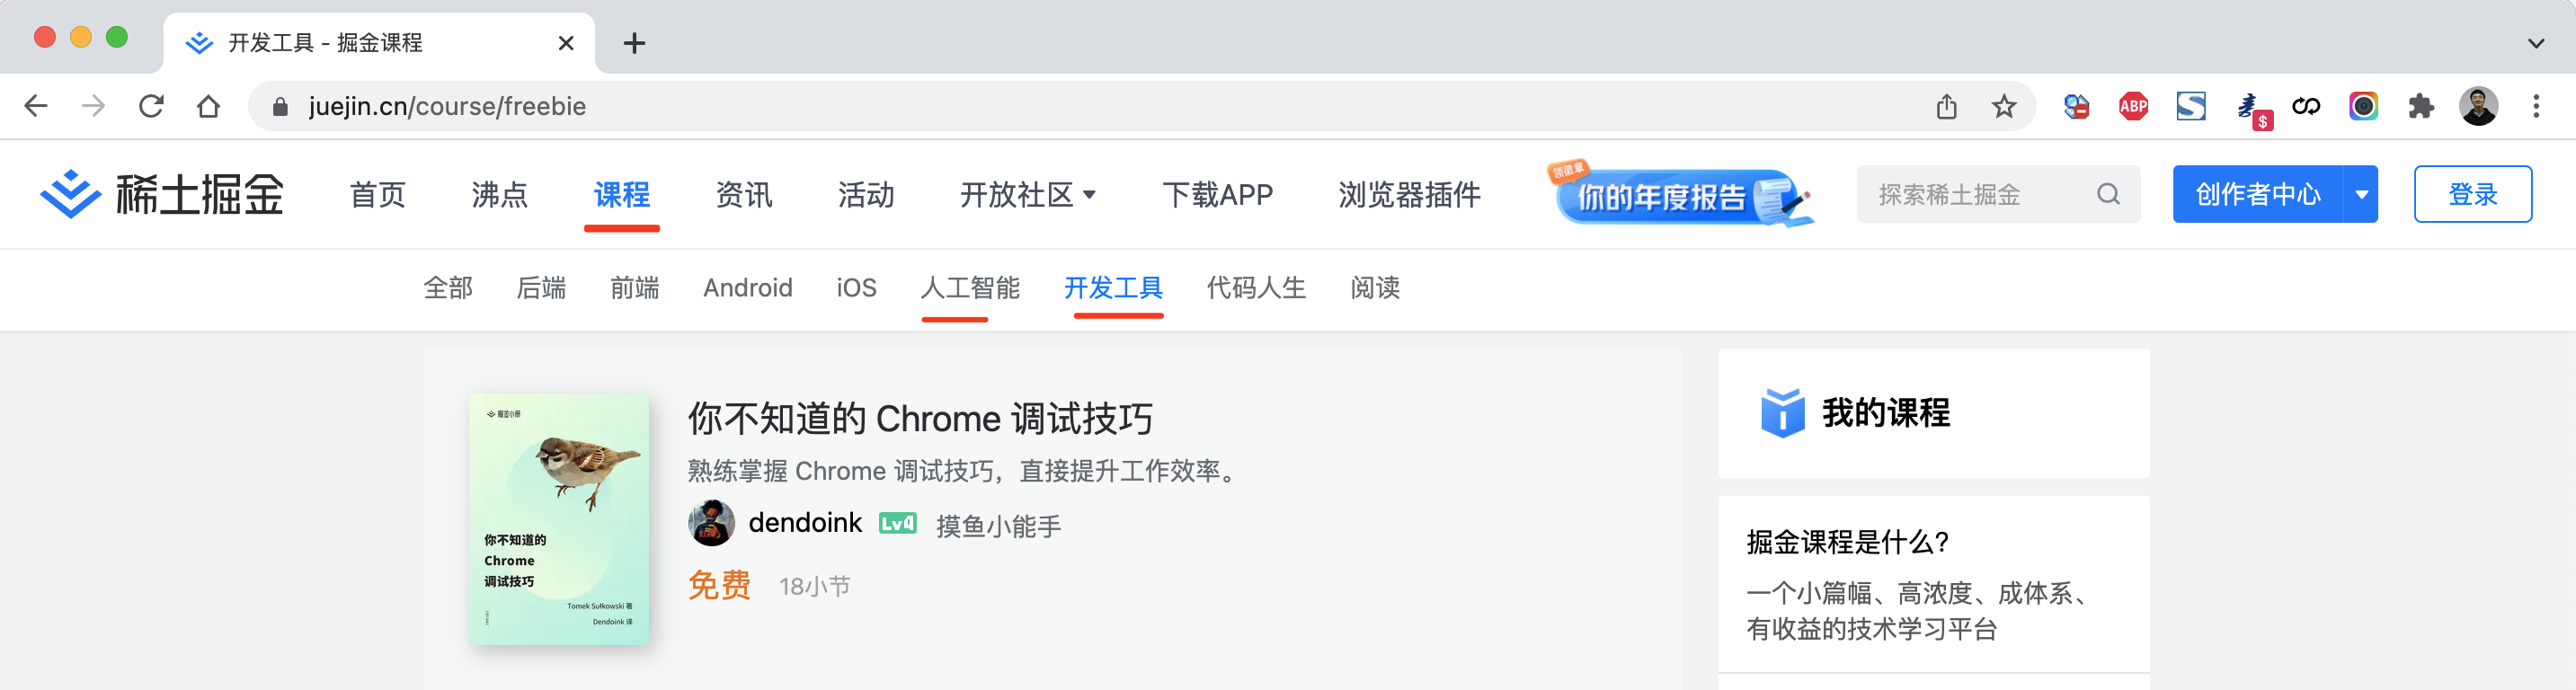 开发工具 - 掘金课程
juejin.cn/course/freebie
ABP
$
稀土掘金
首页
沸点
课程
资讯
活动
开放社区
下载APP
浏览器插件
领徽章
你的年度报告
探索稀土掘金
创作者中心
登录
全部
后端
前端
Android
iOS
人工智能
开发工具
代码人生
阅读
掘金小册
你不知道的
Chrome
调试技巧
Tomek Sułkowski 著
Dendoink 译
你不知道的 Chrome 调试技巧
熟练掌握 Chrome 调试技巧，直接提升工作效率。
dendoink Lv4 摸鱼小能手
免费 18小节
我的课程
掘金课程是什么?
一个小篇幅、高浓度、成体系、
有收益的技术学习平台